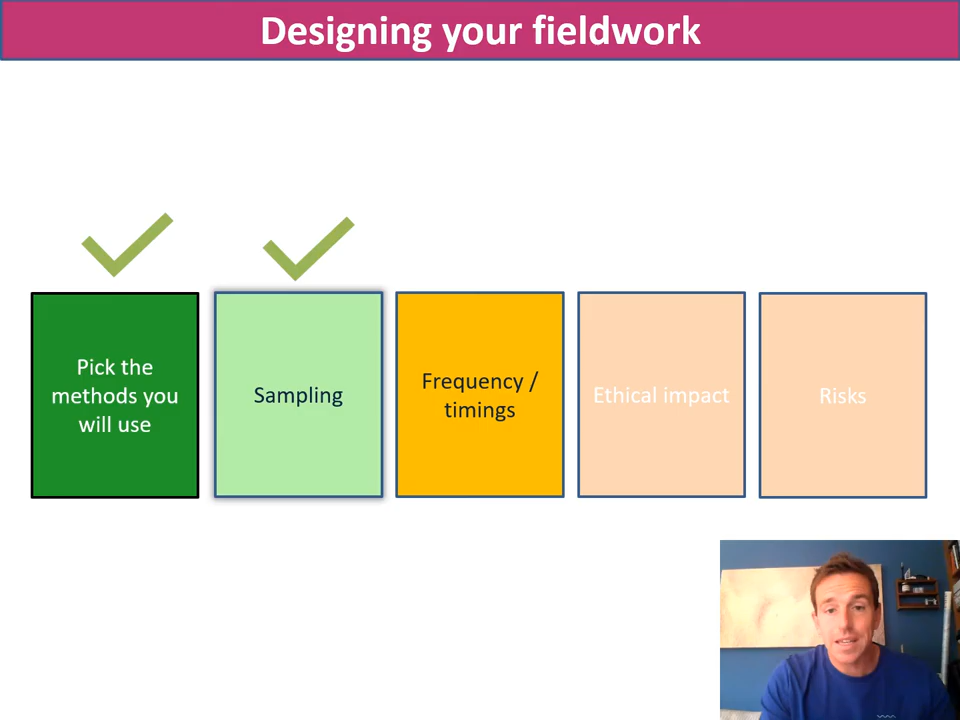 Designing your fieldwork
Pick the
methods you
will use
Sampling
Frequency /
timings
Ethical impact
Risks